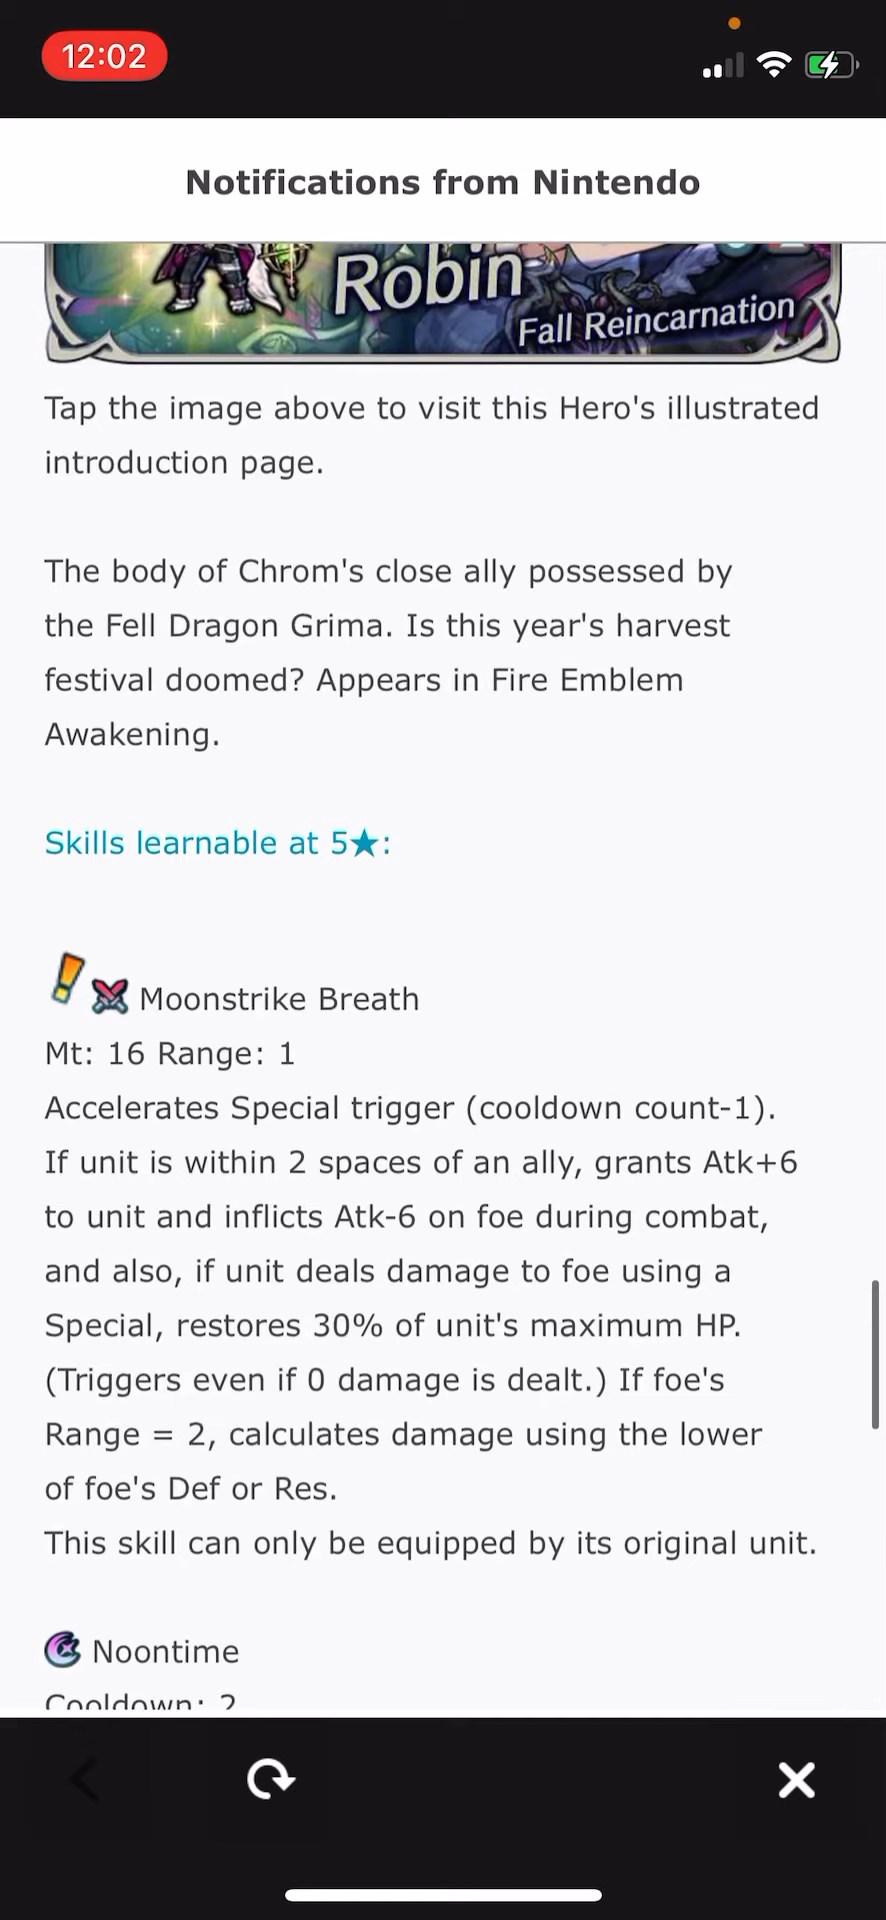 12:02
Notifications from Nintendo
Robin
Fall Reincarnation
Tap the image above to visit this Hero's illustrated
introduction page.
The body of Chrom's close ally possessed by
the Fell Dragon Grima. Is this year's harvest
festival doomed? Appears in Fire Emblem
Awakening.
Skills learnable at 5★:
Moonstrike Breath
Mt: 16 Range: 1
Accelerates Special trigger (cooldown count-1).
If unit is within 2 spaces of an ally, grants Atk+6
to unit and inflicts Atk-6 on foe during combat,
and also, if unit deals damage to foe using a
Special, restores 30% of unit's maximum HP.
(Triggers even if 0 damage is dealt.) If foe's
Range = 2, calculates damage using the lower
of foe's Def or Res.
This skill can only be equipped by its original unit.
Noontime
Cooldown: 2